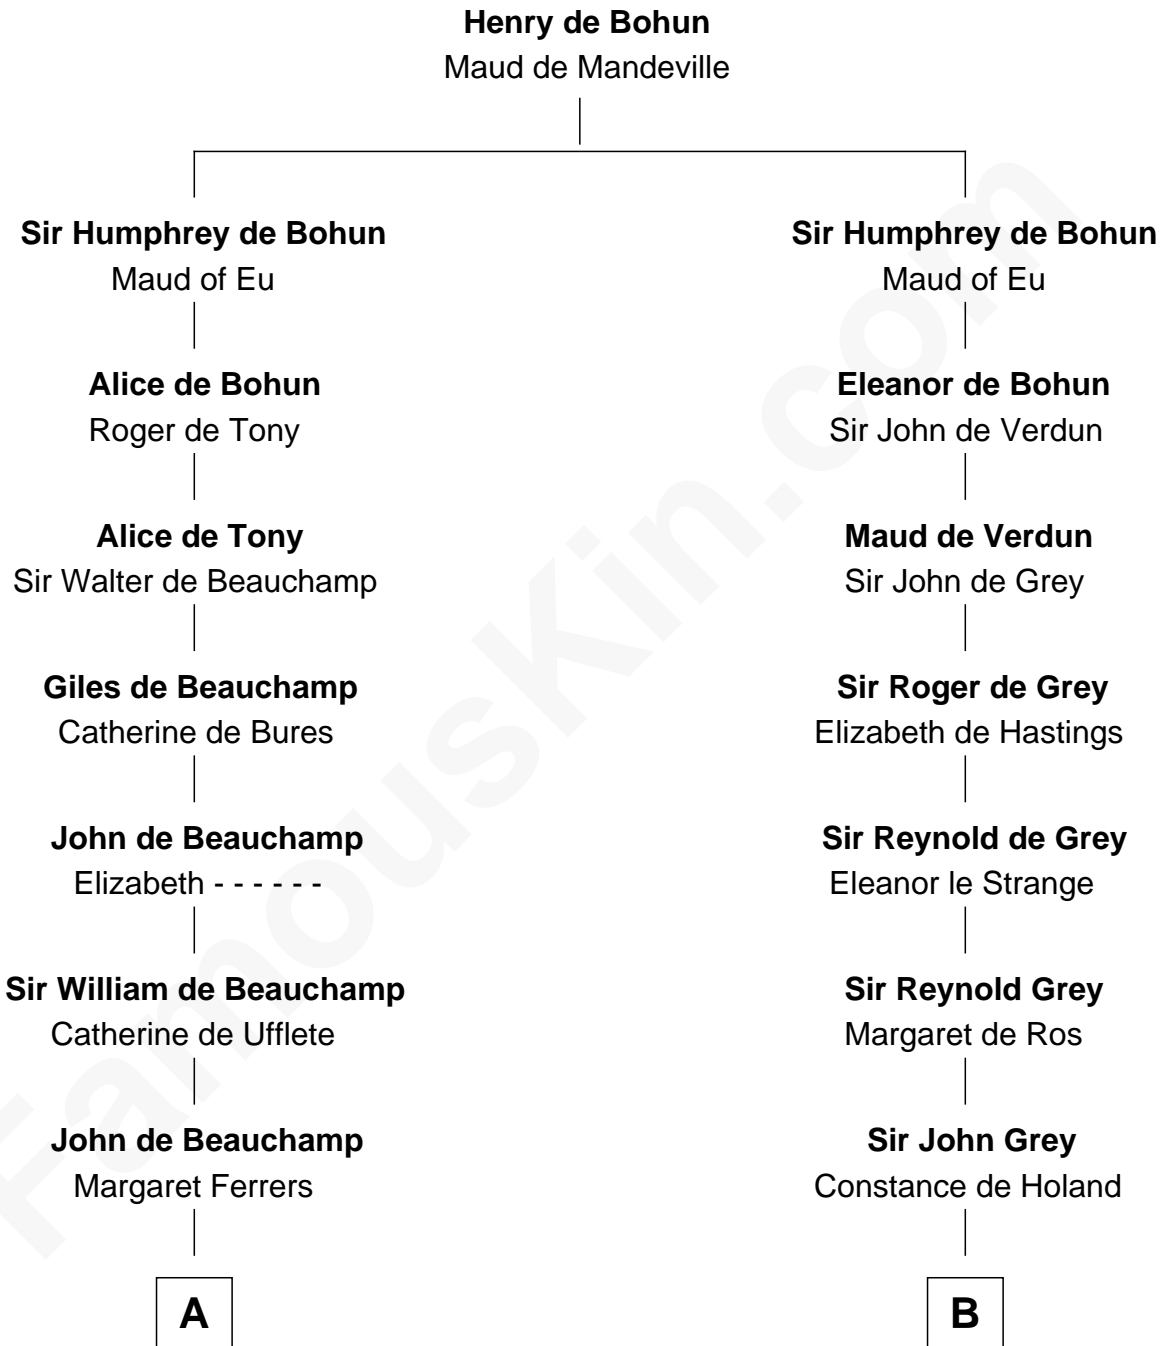 Henry de Bohun
Maud de Mandeville
Sir Humphrey de Bohun
Maud of Eu
Sir Humphrey de Bohun
Maud of Eu
Alice de Bohun
Roger de Tony
Eleanor de Bohun
Sir John de Verdun
Alice de Tony
Sir Walter de Beauchamp
Maud de Verdun
Sir John de Grey
Giles de Beauchamp
Catherine de Bures
Sir Roger de Grey
Elizabeth de Hastings
John de Beauchamp
Elizabeth - - - - - -
Sir Reynold de Grey
Eleanor le Strange
Sir William de Beauchamp
Catherine de Ufflete
Sir Reynold Grey
Margaret de Ros
John de Beauchamp
Margaret Ferrers
Sir John Grey
Constance de Holand
A
B
FamousKin.com